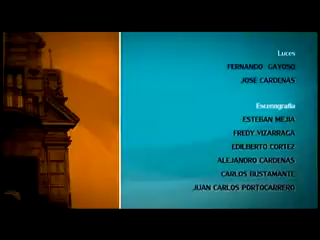 Luces
FERNANDO GAYOSO
JOSE CARDENAS
Escenografía
ESTEBAN MEJIA
FREDY VIZARRAGA
EDILBERTO CORTEZ
ALEJANDRO CARDENAS
CARLOS BUSTAMANTE
JUAN CARLOS PORTOCARRERO